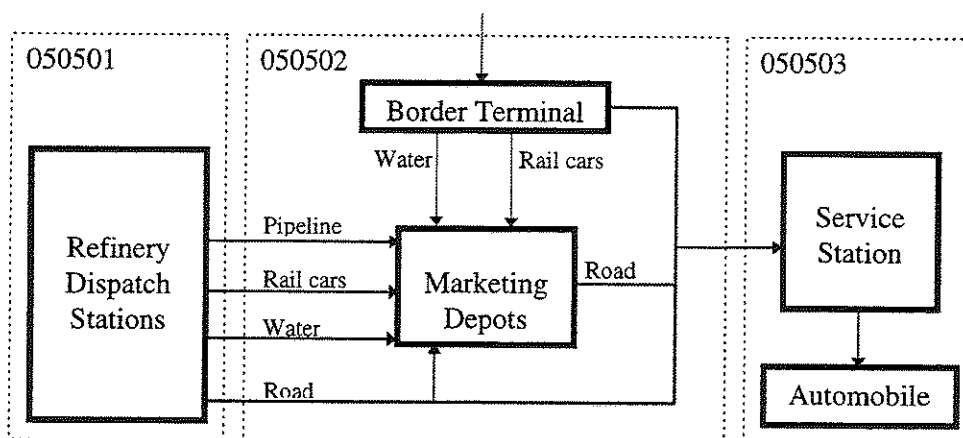 050501
050502
050503
Border Terminal
Water
Rail cars
Refinery
Dispatch
Stations
Pipeline
Rail cars
Water
Road
Marketing
Depots
Road
Service
Station
Automobile